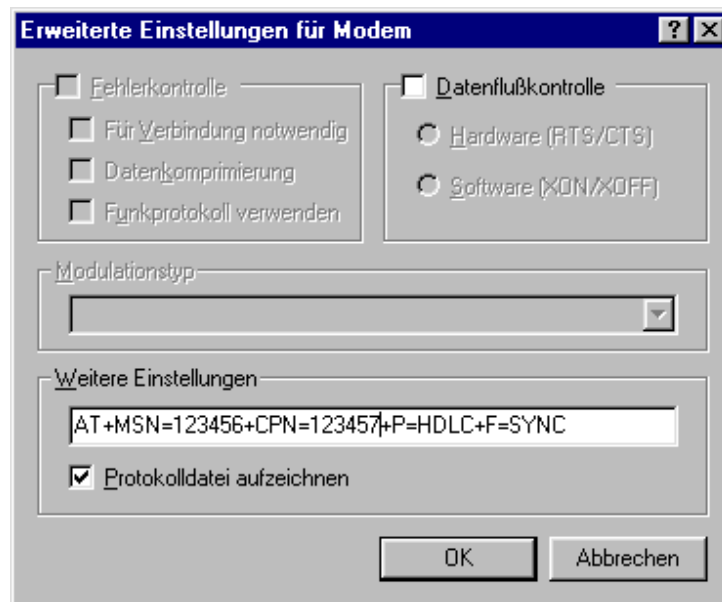 Erweiterte Einstellungen für Modem
Fehlerkontrolle
Für Verbindung notwendig
Datenkomprimierung
Funkprotokoll verwenden
Datenflußkontrolle
Hardware (RTS/CTS)
Software (XON/XOFF)
Modulationstyp
Weitere Einstellungen
AT+MSN=123456+CPN=123457+P=HDLC+F=SYNC
Protokolldatei aufzeichnen
OK
Abbrechen